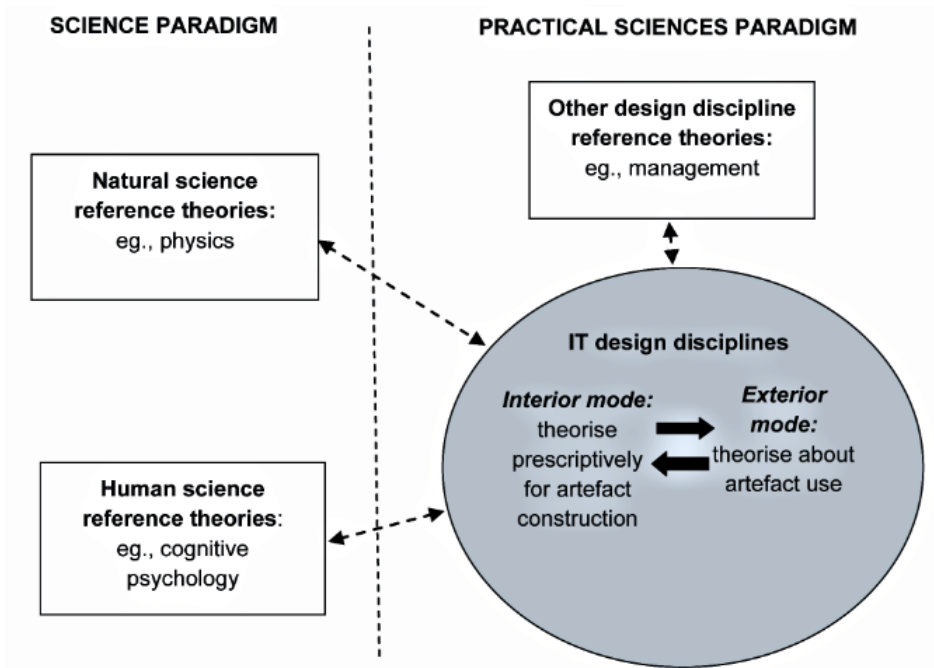 SCIENCE PARADIGM
PRACTICAL SCIENCES PARADIGM
Other design discipline
reference theories:
eg., management
Natural science
reference theories:
eg., physics
IT design disciplines
Interior mode:
theorise
prescriptively
for artefact
construction
Exterior
mode:
theorise about
artefact use
Human science
reference theories:
eg., cognitive
psychology